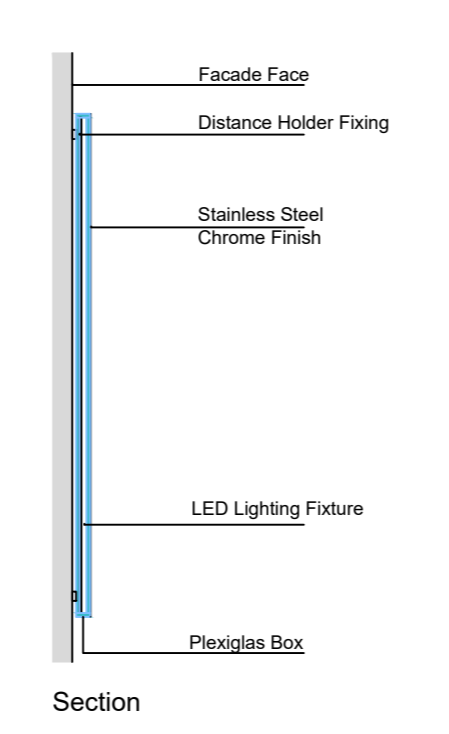 Facade Face
Distance Holder Fixing
Stainless Steel
Chrome Finish
LED Lighting Fixture
Plexiglas Box
Section